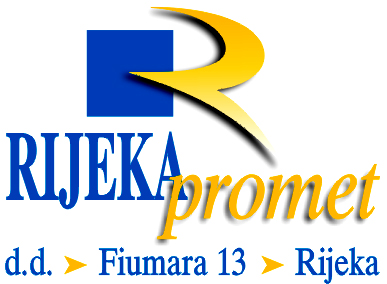 R
RIJEKA
promet
d.d. ➤ Fiumara 13 ➤ Rijeka